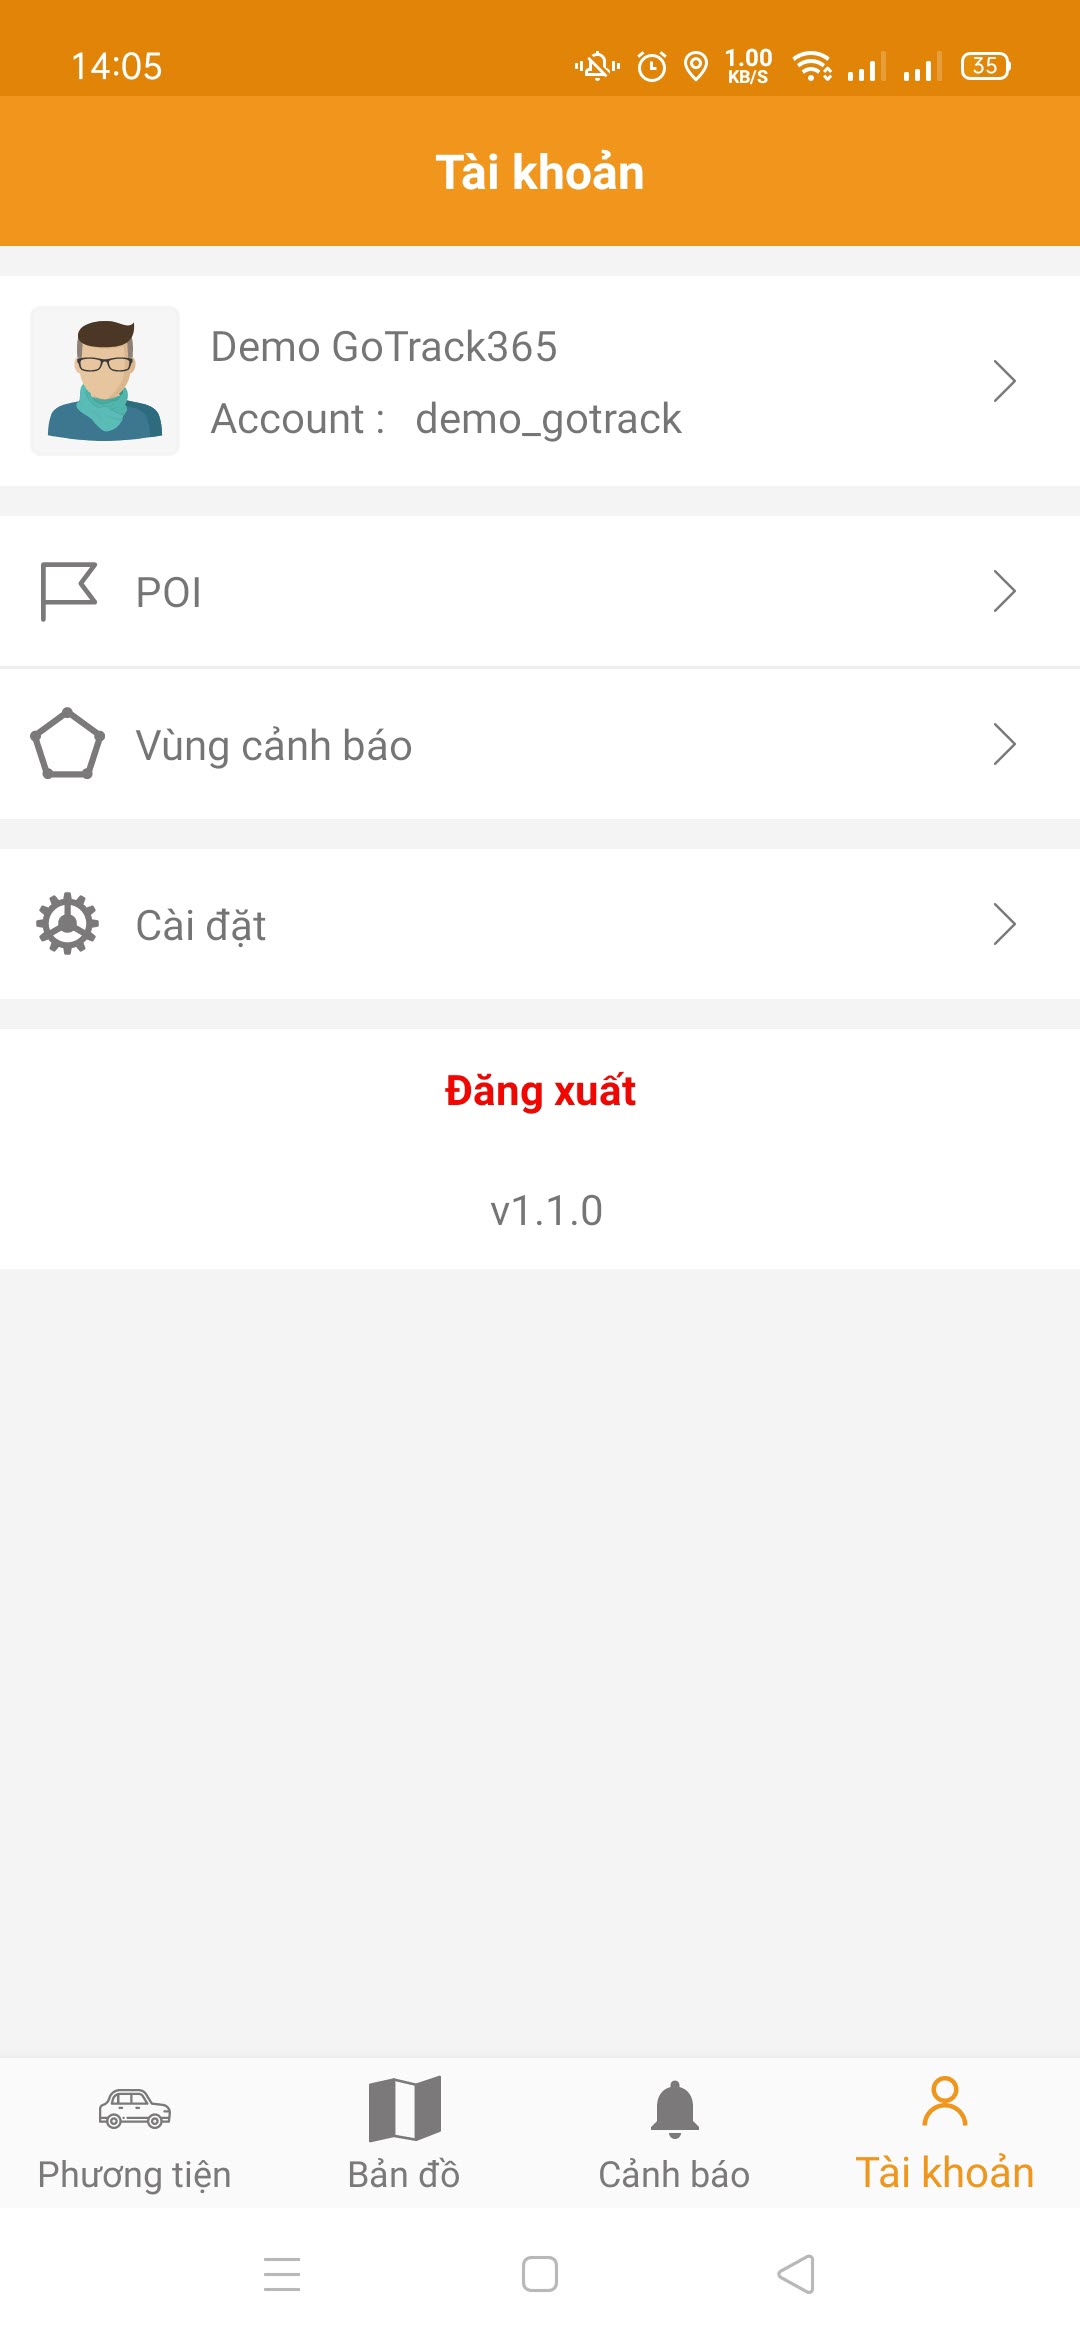 14:05
1.00
KB/S
35
Tài khoản
Demo GoTrack365
Account : demo_gotrack
POI
Vùng cảnh báo
Cài đặt
Đăng xuất
v1.1.0
Phương tiện
Bản đồ
Cảnh báo
Tài khoản